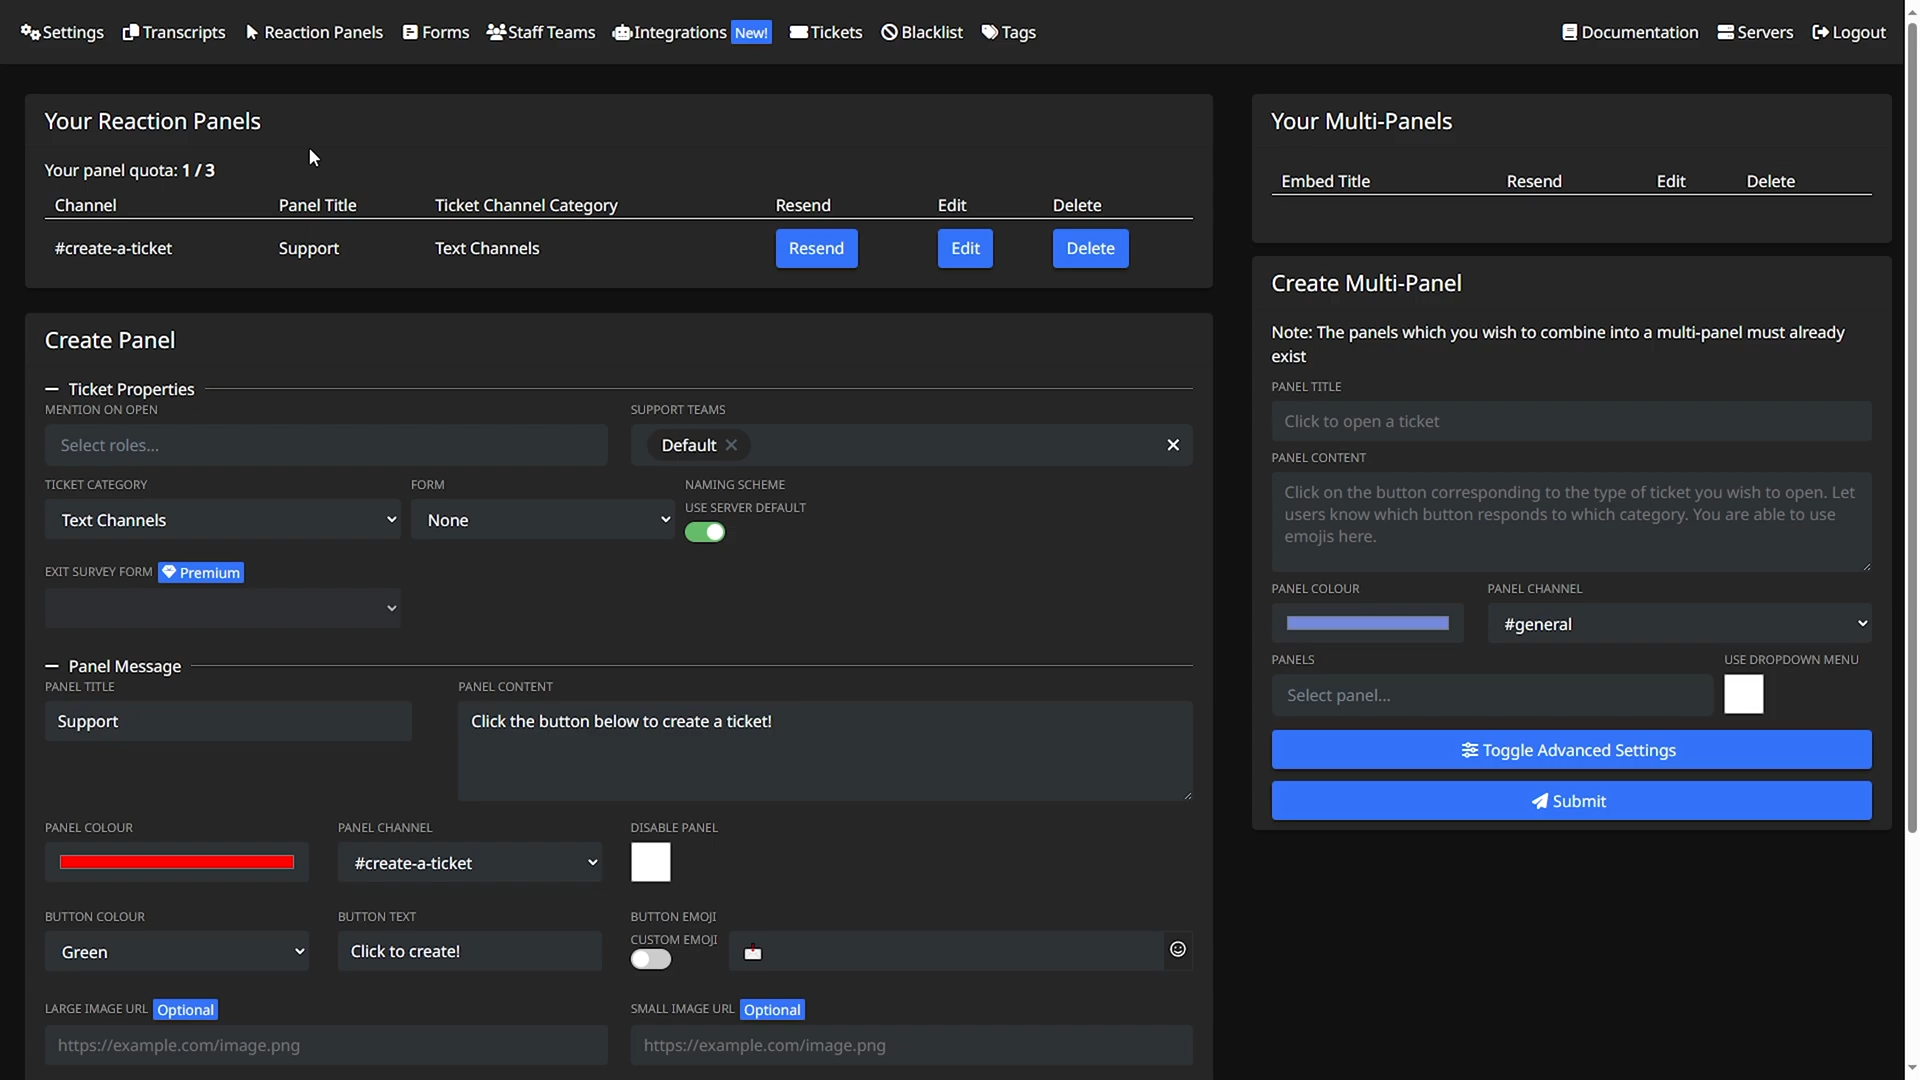 Settings Transcripts Reaction Panels Forms Staff Teams Integrations New! Tickets Blacklist Tags Documentation Servers Logout
Your Reaction Panels
Your panel quota: 1 / 3
Channel Panel Title Ticket Channel Category Resend Edit Delete
#create-a-ticket Support Text Channels Resend Edit Delete
Create Panel
Ticket Properties
MENTION ON OPEN SUPPORT TEAMS
Select roles... Default
TICKET CATEGORY FORM NAMING SCHEME
USE SERVER DEFAULT
Text Channels None
EXIT SURVEY FORM Premium
Panel Message
PANEL TITLE PANEL CONTENT
Support Click the button below to create a ticket!
PANEL COLOUR PANEL CHANNEL DISABLE PANEL
#create-a-ticket
BUTTON COLOUR BUTTON TEXT BUTTON EMOJI
CUSTOM EMOJI
Green Click to create!
LARGE IMAGE URL Optional SMALL IMAGE URL Optional
https://example.com/image.png https://example.com/image.png
Your Multi-Panels
Embed Title Resend Edit Delete
Create Multi-Panel
Note: The panels which you wish to combine into a multi-panel must already
exist
PANEL TITLE
Click to open a ticket
PANEL CONTENT
Click on the button corresponding to the type of ticket you wish to open. Let
users know which button responds to which category. You are able to use
emojis here.
PANEL COLOUR PANEL CHANNEL
#general
PANELS USE DROPDOWN MENU
Select panel...
Toggle Advanced Settings
Submit